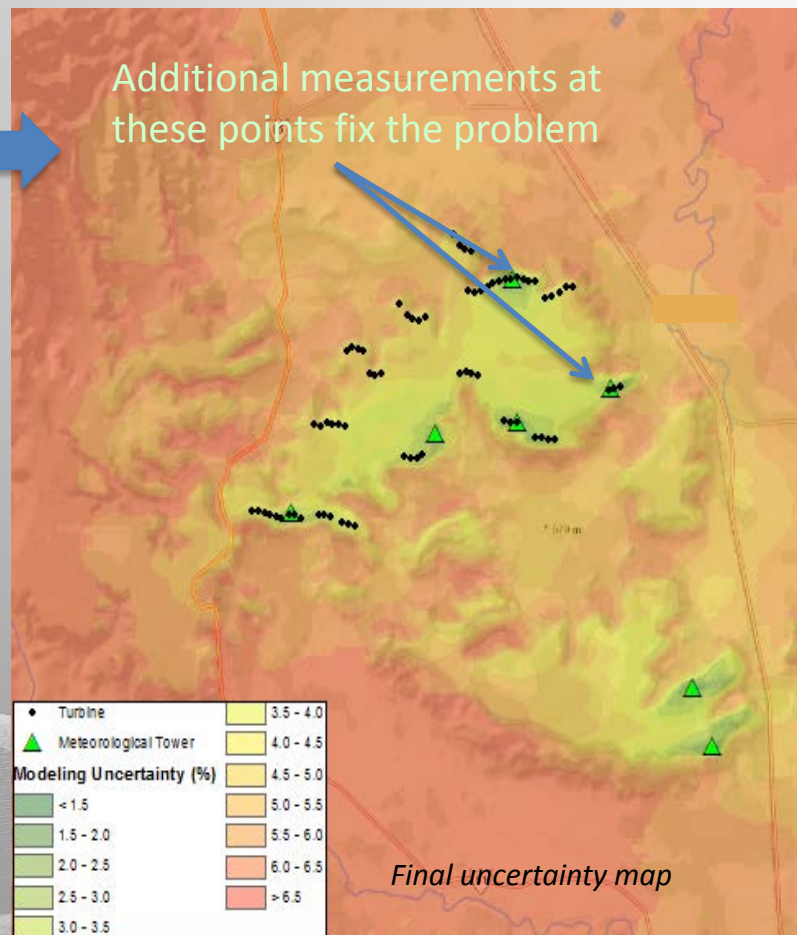 Additional measurements at
these points fix the problem
Turbine
Meteorological Tower
Modeling Uncertainty (%)
< 1.5
1.5 - 2.0
2.0 - 2.5
2.5 - 3.0
3.0 - 3.5
3.5 - 4.0
4.0 - 4.5
4.5 - 5.0
5.0 - 5.5
5.5 - 6.0
6.0 - 6.5
> 6.5
Final uncertainty map